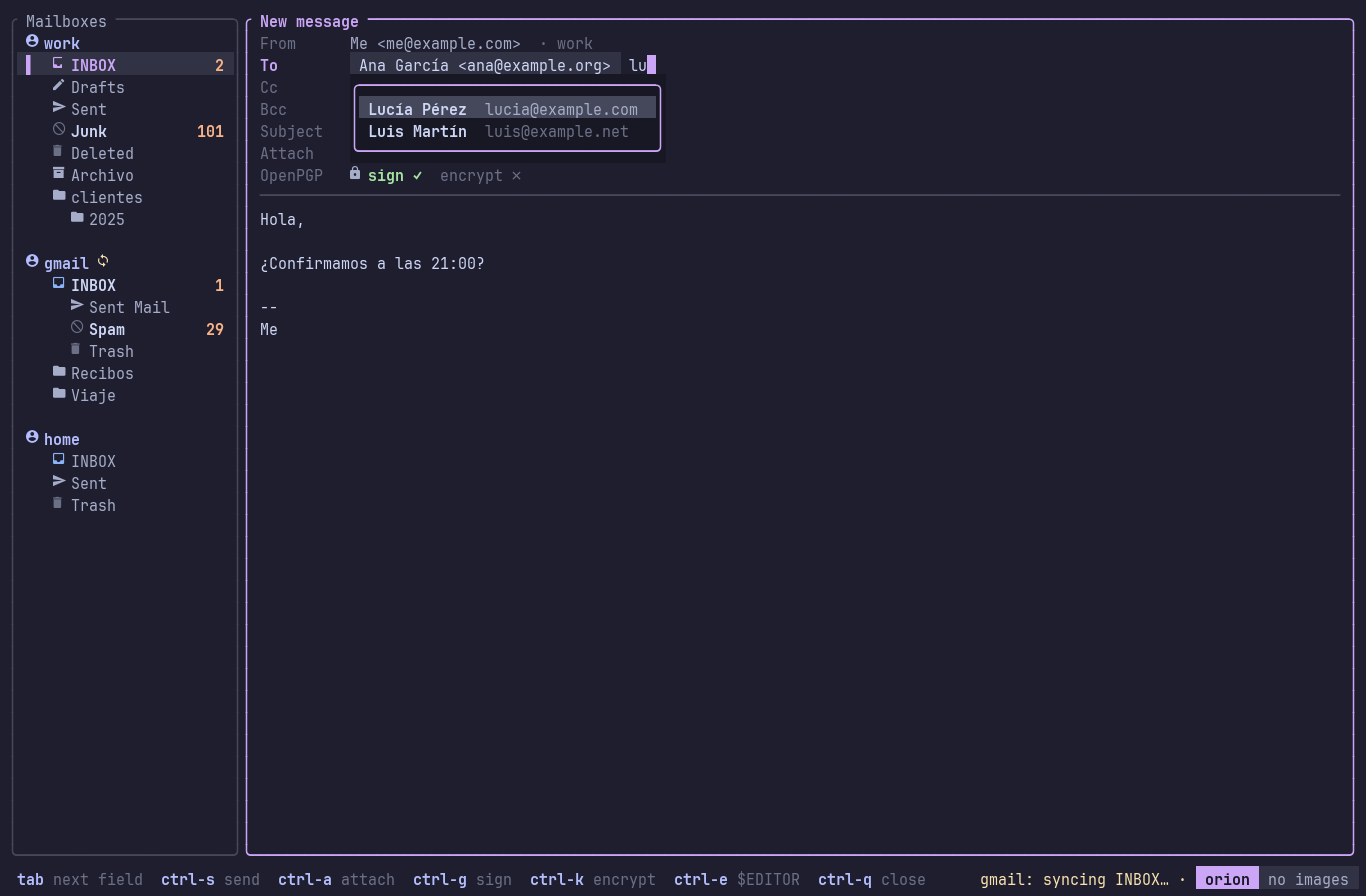 Mailboxes
work
INBOX 2
Drafts
Sent
Junk 101
Deleted
Archivo
clientes
2025
gmail
INBOX 1
Sent Mail
Spam 29
Trash
Recibos
Viaje
home
INBOX
Sent
Trash
New message
From Me <me@example.com> · work
To Ana García <ana@example.org> lu
Cc
Bcc
Subject
Attach
Lucía Pérez lucia@example.com
Luis Martín luis@example.net
OpenPGP sign ✓ encrypt ✕
Hola,
¿Confirmamos a las 21:00?
--
Me
tab next field ctrl-s send ctrl-a attach ctrl-g sign ctrl-k encrypt ctrl-e $EDITOR ctrl-q close gmail: syncing INBOX… · orion no images